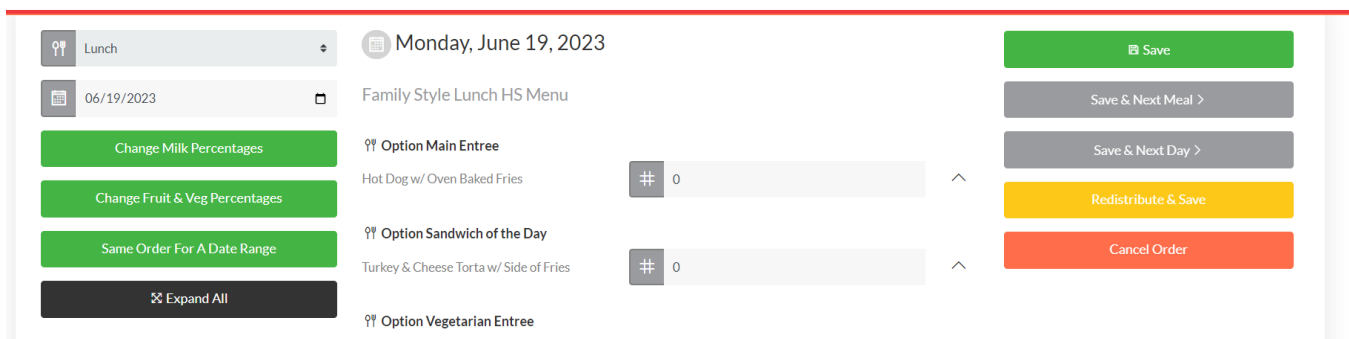 Lunch
06/19/2023
Change Milk Percentages
Change Fruit & Veg Percentages
Same Order For A Date Range
Expand All
Monday, June 19, 2023
Family Style Lunch HS Menu
Option Main Entree
Hot Dog w/ Oven Baked Fries
# 0
Option Sandwich of the Day
Turkey & Cheese Torta w/ Side of Fries
# 0
Option Vegetarian Entree
Save
Save & Next Meal >
Save & Next Day >
Redistribute & Save
Cancel Order